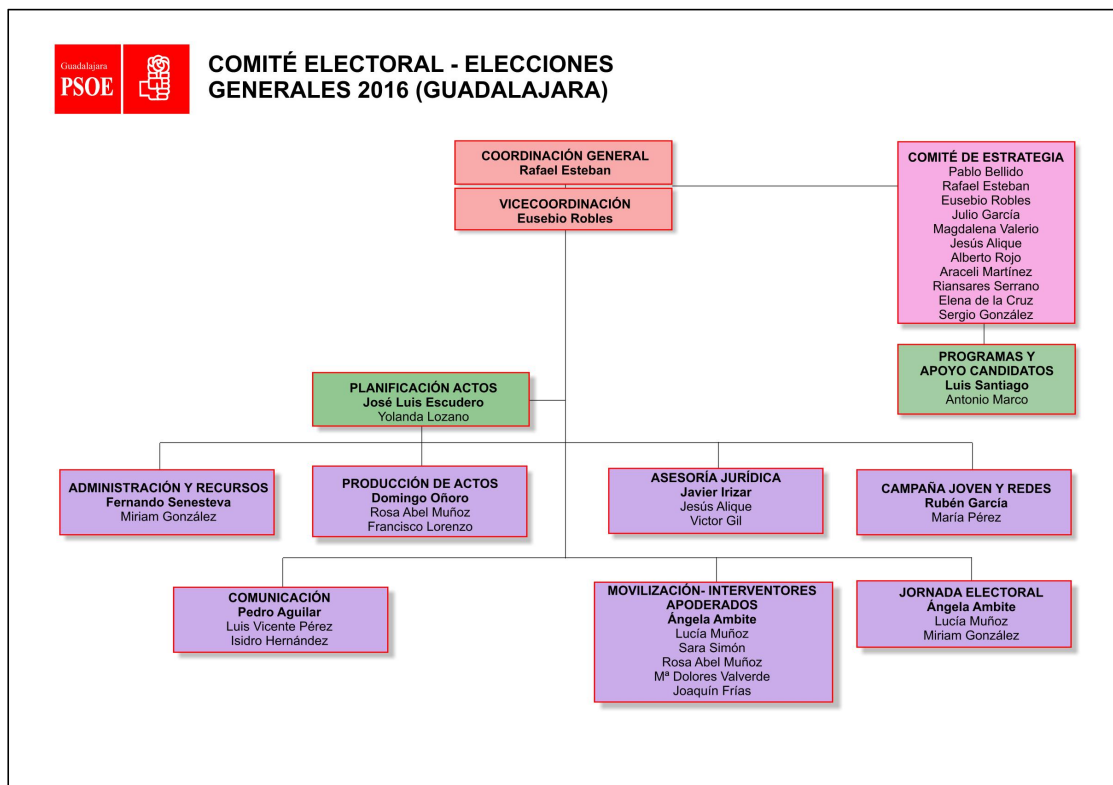 Guadalajara
PSOE
COMITÉ ELECTORAL - ELECCIONES
GENERALES 2016 (GUADALAJARA)
COORDINACIÓN GENERAL
Rafael Esteban
VICECOORDINACIÓN
Eusebio Robles
COMITÉ DE ESTRATEGIA
Pablo Bellido
Rafael Esteban
Eusebio Robles
Julio García
Magdalena Valerio
Jesús Alique
Alberto Rojo
Araceli Martínez
Riansares Serrano
Elena de la Cruz
Sergio González
PROGRAMAS Y
APOYO CANDIDATOS
Luis Santiago
Antonio Marco
PLANIFICACIÓN ACTOS
José Luis Escudero
Yolanda Lozano
ADMINISTRACIÓN Y RECURSOS
Fernando Senesteva
Miriam González
PRODUCCIÓN DE ACTOS
Domingo Oñoro
Rosa Abel Muñoz
Francisco Lorenzo
ASESORÍA JURÍDICA
Javier Irizar
Jesús Alique
Victor Gil
CAMPAÑA JOVEN Y REDES
Rubén García
María Pérez
COMUNICACIÓN
Pedro Aguilar
Luis Vicente Pérez
Isidro Hernández
MOVILIZACIÓN- INTERVENTORES
APODERADOS
Ángela Ambite
Lucía Muñoz
Sara Simón
Rosa Abel Muñoz
Mª Dolores Valverde
Joaquín Frías
JORNADA ELECTORAL
Ángela Ambite
Lucía Muñoz
Miriam González